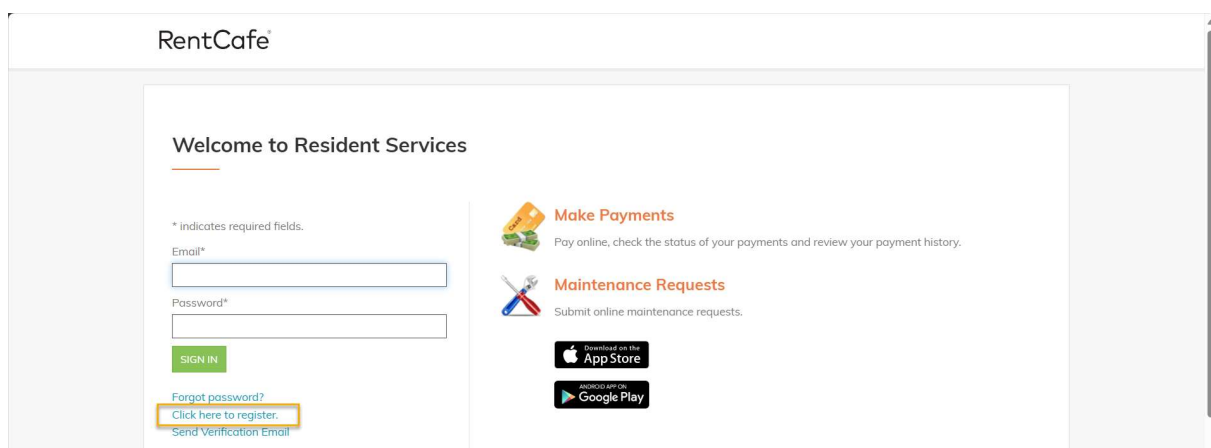 RentCafe®
Welcome to Resident Services
* indicates required fields.
Email*
Password*
SIGN IN
Forgot password?
Click here to register.
Send Verification Email
Card
Make Payments
Pay online, check the status of your payments and review your payment history.
Maintenance Requests
Submit online maintenance requests.
Download on the
App Store
ANDROID APP ON
Google Play